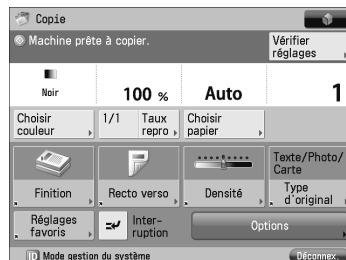 Copie
Machine prête à copier.
Vérifier
réglages
Noir
100 %
Auto
1
Choisir
couleur
1/1
Taux
repro
Choisir
papier
Finition
Recto verso
Densité
Texte/Photo/
Carte
Type
d'original
Réglages
favoris
Inter-
ruption
Options
ID Mode gestion du système
Déconnex.